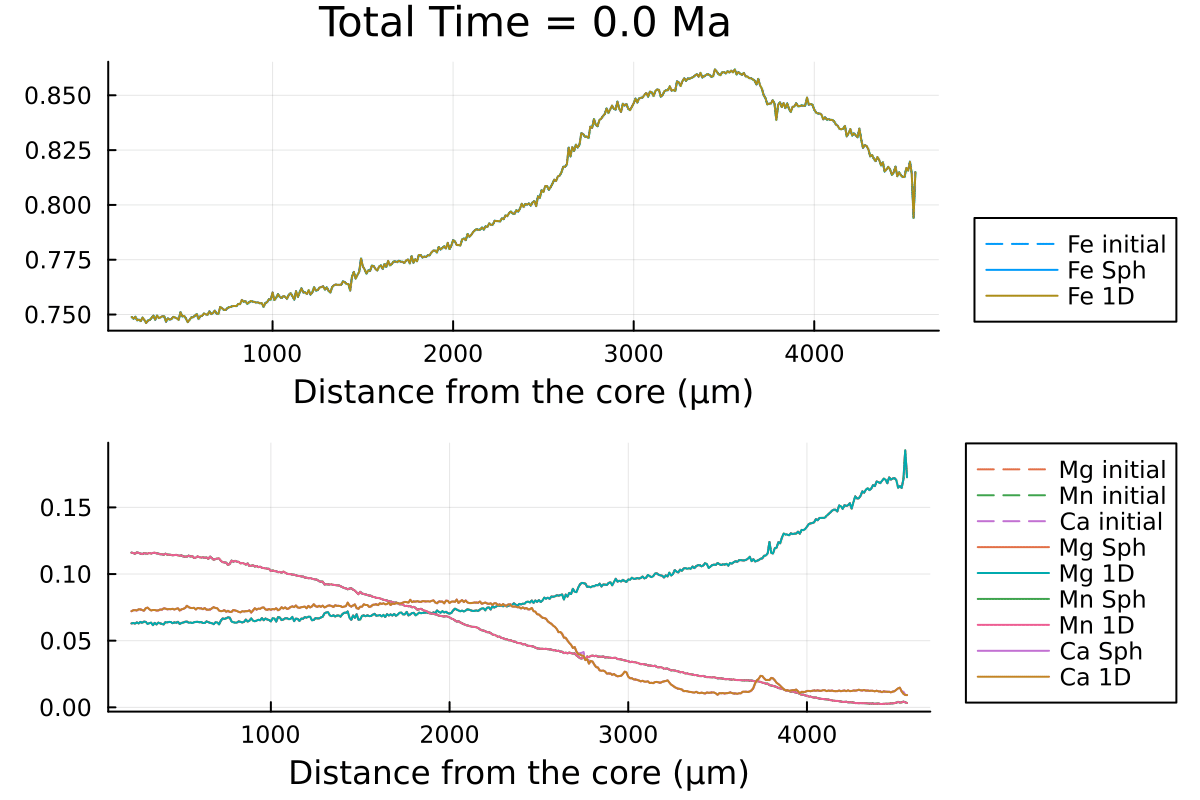 Total Time = 0.0 Ma
0.850
0.825
0.800
0.775
0.750
1000 2000 3000 4000
Distance from the core (µm)
Fe initial
Fe Sph
Fe 1D
0.15
0.10
0.05
0.00
1000 2000 3000 4000
Distance from the core (µm)
Mg initial
Mn initial
Ca initial
Mg Sph
Mg 1D
Mn Sph
Mn 1D
Ca Sph
Ca 1D